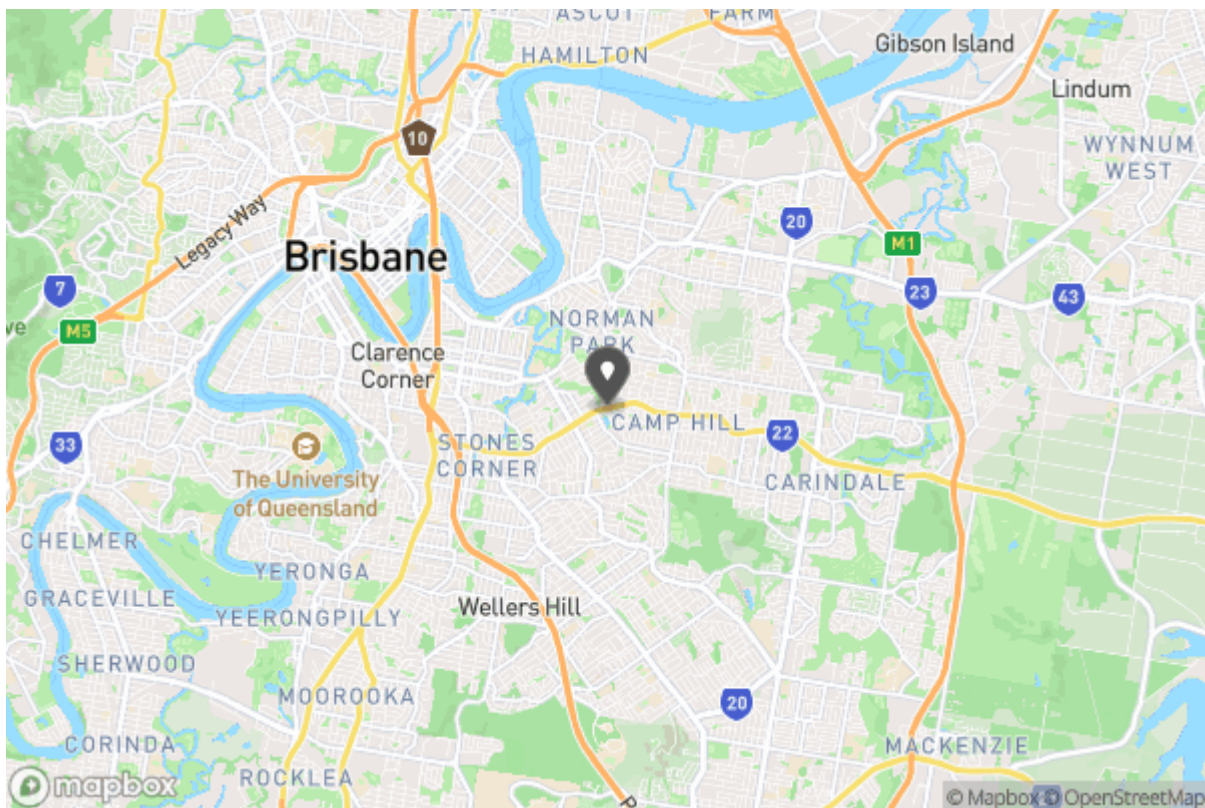 ASCOT
FARM
HAMILTON
Gibson Island
Lindum
WYNNUM
WEST
10
Legacy Way
20
Brisbane
M1
7
23
43
M5
NORMAN
PARK
Clarence
Corner
CAMP HILL
33
STONES
CORNER
22
The University
of Queensland
CARINDALE
CHELMER
YERONGA
GRACEVILLE
YEERONGPILLY
Wellers Hill
SHERWOOD
MOOROOKA
20
CORINDA
MACKENZIE
ROCKLEA
mapbox
© Mapbox © OpenStreetMap